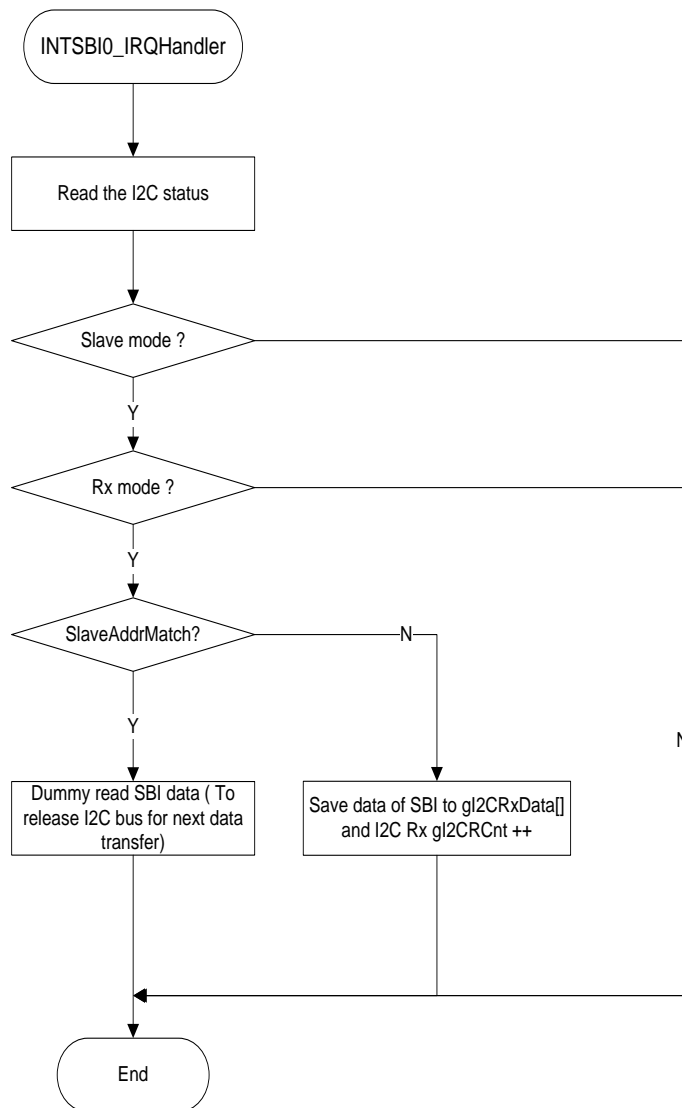 INTSBI0_IRQHandler
Read the I2C status
Slave mode ?
Y
Rx mode ?
Y
SlaveAddrMatch?
N
Y
N
Dummy read SBI data ( To
release I2C bus for next data
transfer)
Save data of SBI to gI2CRxData[]
and I2C Rx gI2CRCnt ++
End